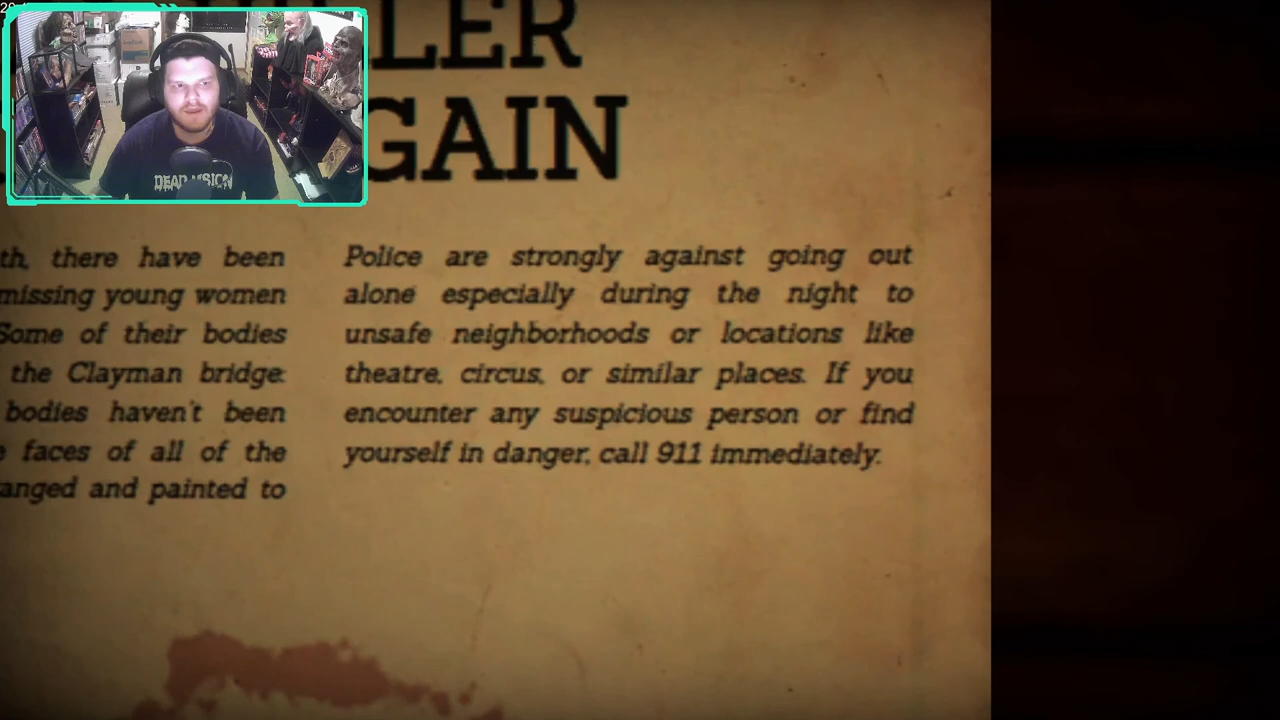 LER
GAIN
DEAD VISION
th, there have been
missing young women
Some of their bodies
the Clayman bridge:
bodies haven't been
faces of all of the
anged and painted to
Police are strongly against going out
alone especially during the night to
unsafe neighborhoods or locations like
theatre, circus, or similar places. If you
encounter any suspicious person or find
yourself in danger, call 911 immediately.